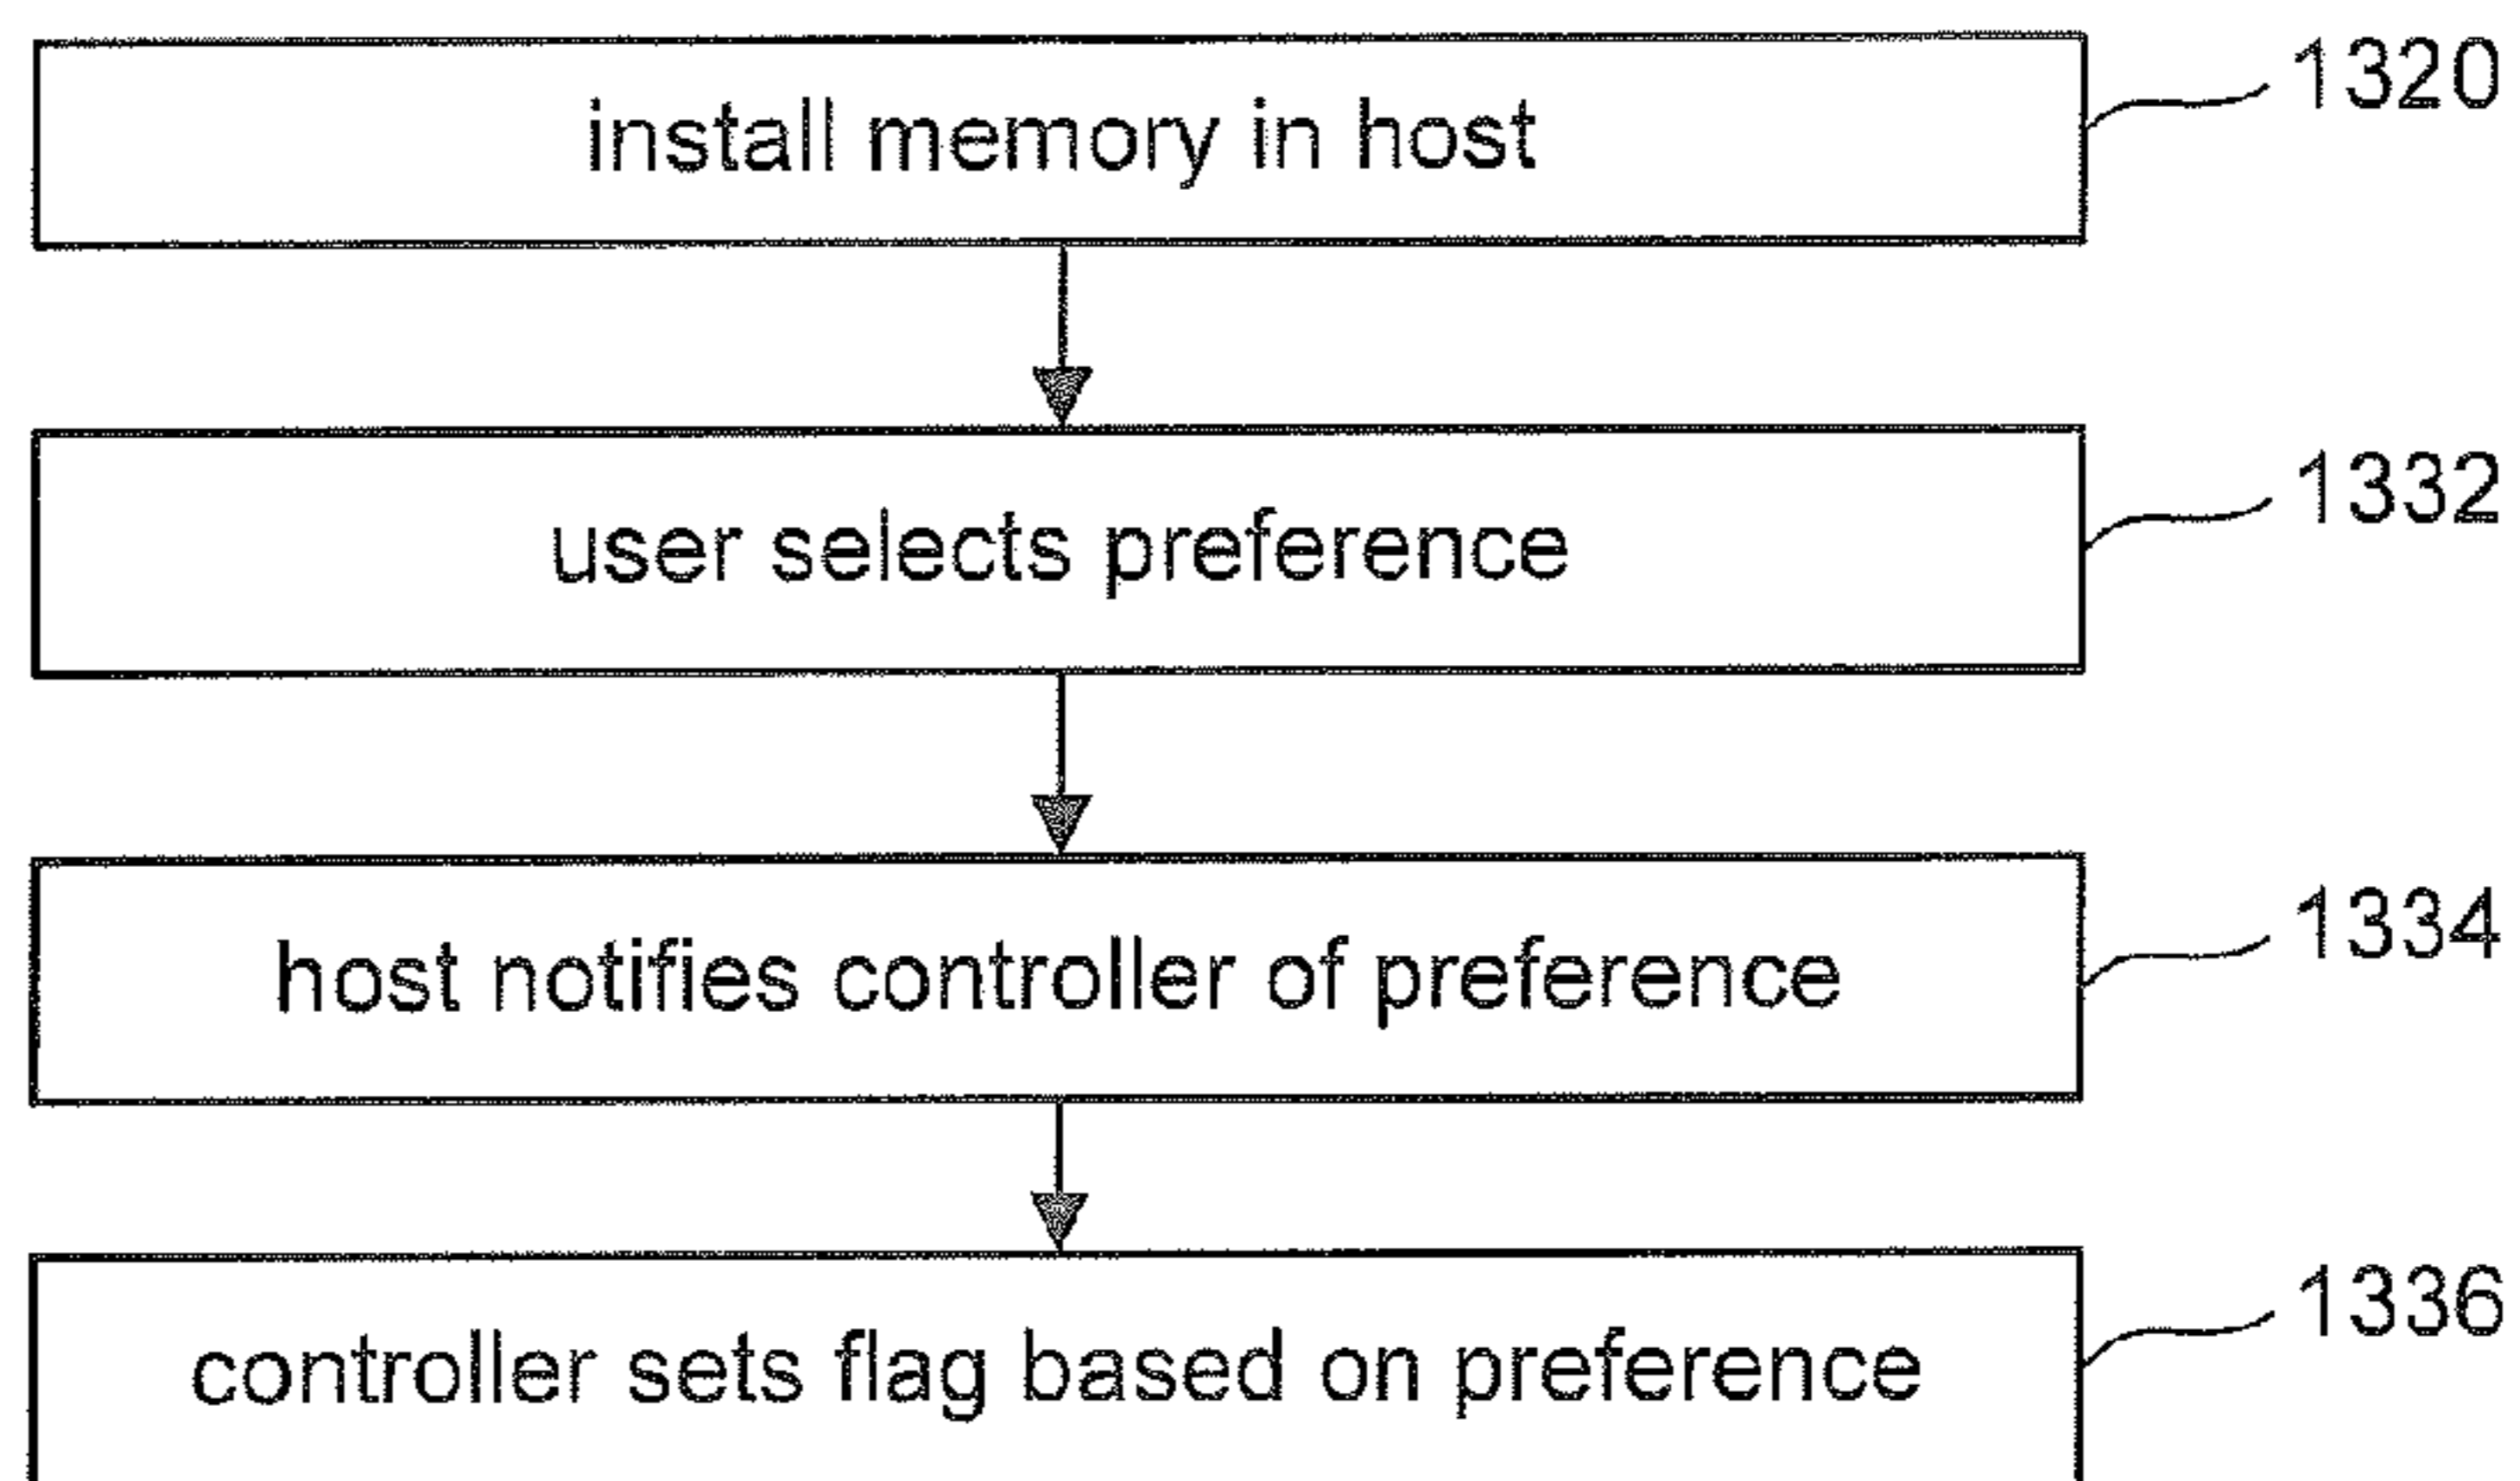 install memory in host 1320
user selects preference 1332
host notifies controller of preference 1334
controller sets flag based on preference 1336